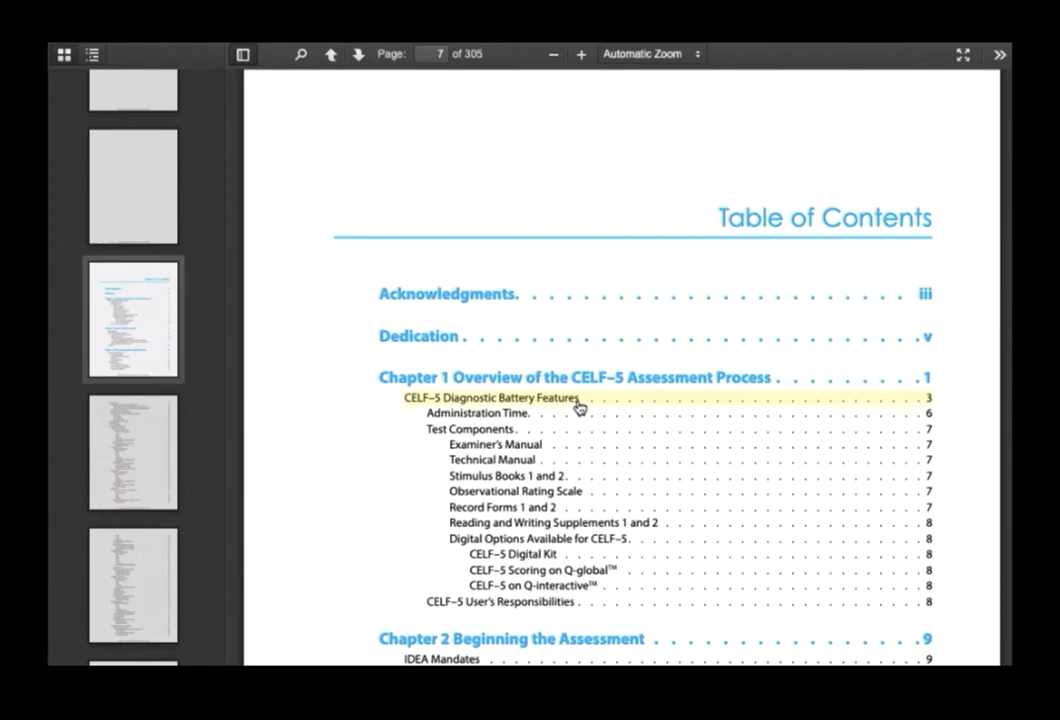 Page: 7 of 305 Automatic Zoom
Table of Contents
Acknowledgments. . . . . . . . . . . . . . . . . . . . iii
Dedication . . . . . . . . . . . . . . . . . . . . . . . v
Chapter 1 Overview of the CELF–5 Assessment Process . . . . . . . . 1
CELF–5 Diagnostic Battery Features . . . . . . . . . . . . . . . . . . . . . . 3
Administration Time. . . . . . . . . . . . . . . . . . . . . . . . . 6
Test Components. . . . . . . . . . . . . . . . . . . . . . . . . . 7
Examiner's Manual . . . . . . . . . . . . . . . . . . . . . . . . 7
Technical Manual . . . . . . . . . . . . . . . . . . . . . . . . . 7
Stimulus Books 1 and 2. . . . . . . . . . . . . . . . . . . . . . . 7
Observational Rating Scale . . . . . . . . . . . . . . . . . . . . . 7
Record Forms 1 and 2 . . . . . . . . . . . . . . . . . . . . . . . 7
Reading and Writing Supplements 1 and 2 . . . . . . . . . . . . . . . . 8
Digital Options Available for CELF–5. . . . . . . . . . . . . . . . . . . 8
CELF–5 Digital Kit . . . . . . . . . . . . . . . . . . . . . . . 8
CELF–5 Scoring on Q-global™ . . . . . . . . . . . . . . . . . . . 8
CELF–5 on Q-interactive™ . . . . . . . . . . . . . . . . . . . . 8
CELF–5 User's Responsibilities . . . . . . . . . . . . . . . . . . . . . . 8
Chapter 2 Beginning the Assessment . . . . . . . . . . . . . . 9
IDEA Mandates . . . . . . . . . . . . . . . . . . . . . . . . . . . . 9